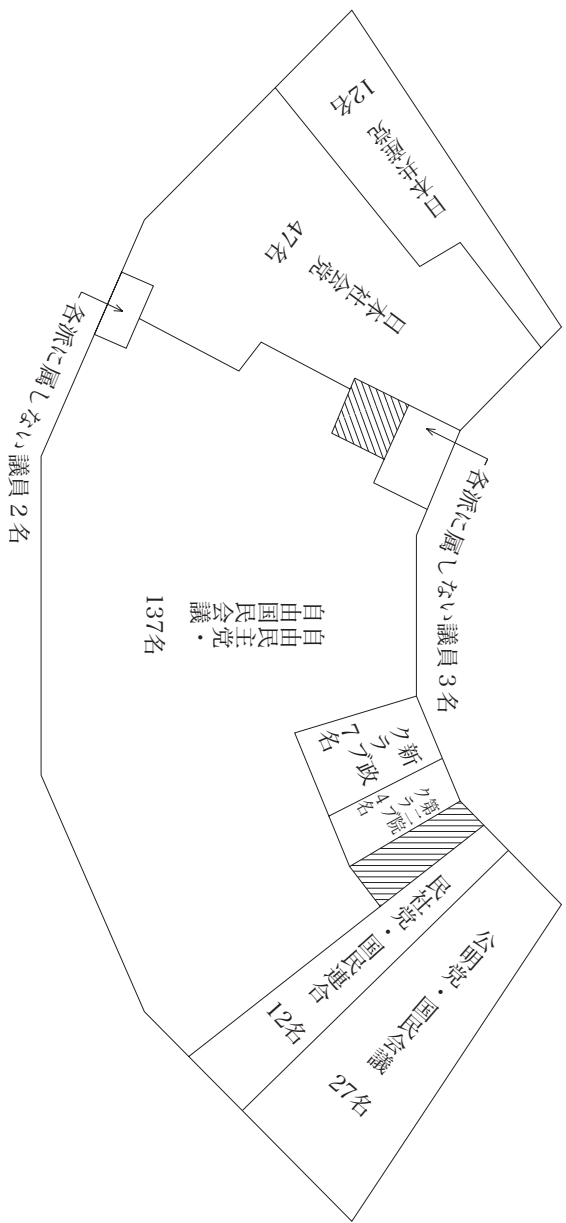 日本共産党
12名
日本社会党
47名
各派に属しない議員2名
各派に属しない議員3名
自由民主党・
自由国民会議
137名
新政
クラブ
7名
第二院
クラブ
4名
民社党・国民連合
12名
公明党・国民会議
27名